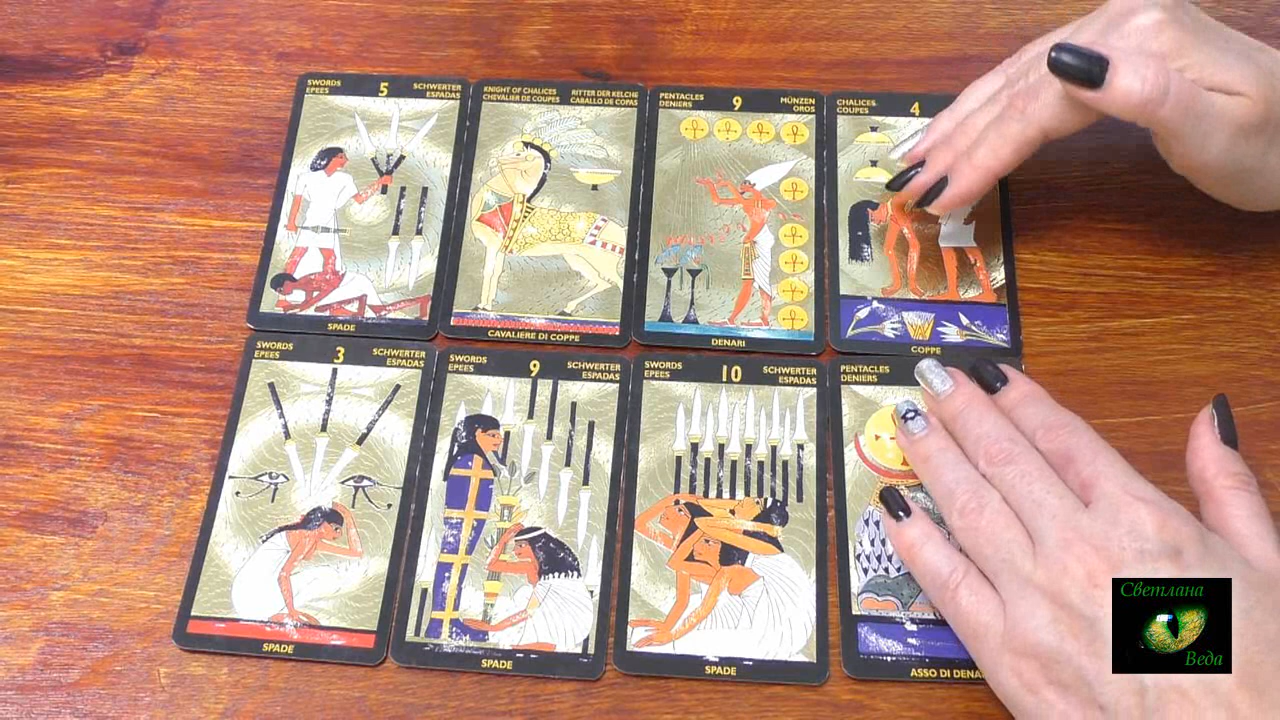 SWORDS
EPEES
5
SCHWERTER
ESPADAS
SPADE
KNIGHT OF CHALICES
CHEVALIER DE COUPES
RITTER DER KELCHE
CABALLO DE COPAS
CAVALIERE DI COPPE
PENTACLES
DENIERS
9
MÜNZEN
OROS
DENARI
CHALICES
COUPES
4
COPPE
SWORDS
EPEES
3
SCHWERTER
ESPADAS
SPADE
SWORDS
EPEES
9
SCHWERTER
ESPADAS
SPADE
SWORDS
EPEES
10
SCHWERTER
ESPADAS
SPADE
PENTACLES
DENIERS
ASSO DI DENA
Светлана
Веда